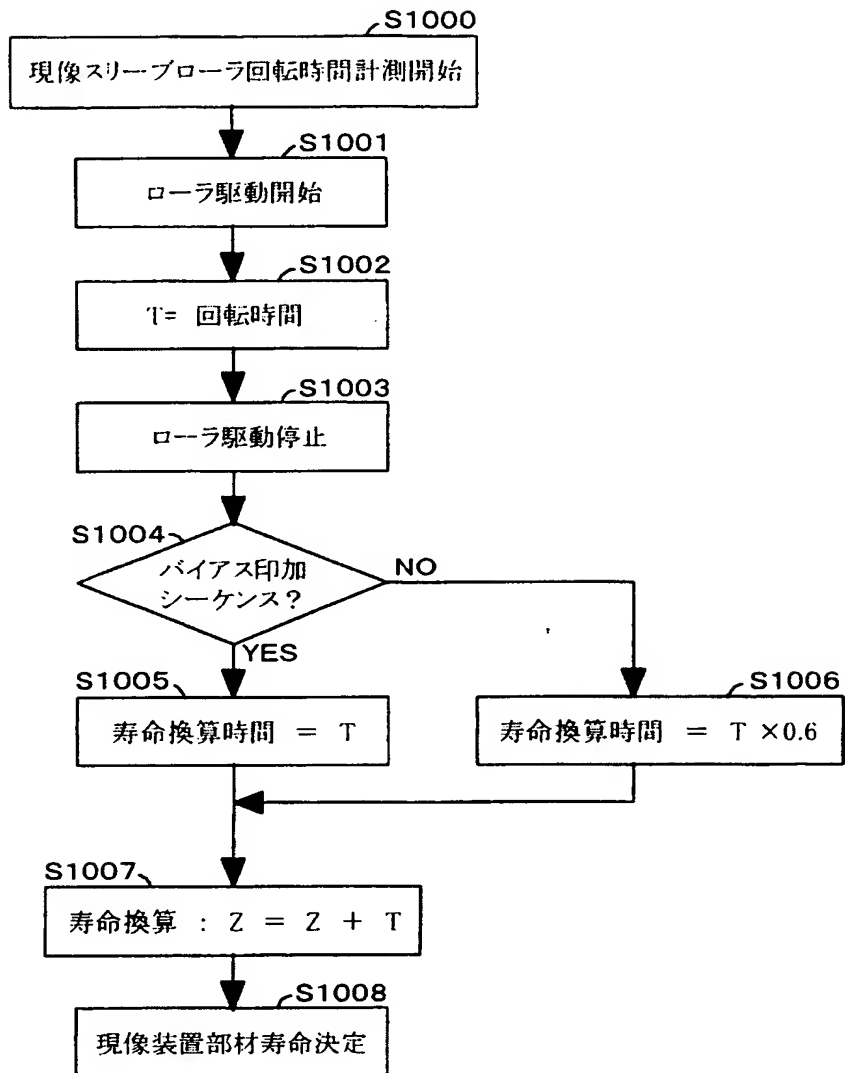 S1000
現像スリーブローラ回転時間計測開始
S1001
ローラ駆動開始
S1002
T= 回転時間
S1003
ローラ駆動停止
S1004
バイアス印加
シーケンス?
NO
YES
S1005
寿命換算時間 = T
S1006
寿命換算時間 = T ×0.6
S1007
寿命換算 : Z = Z + T
S1008
現像装置部材寿命決定